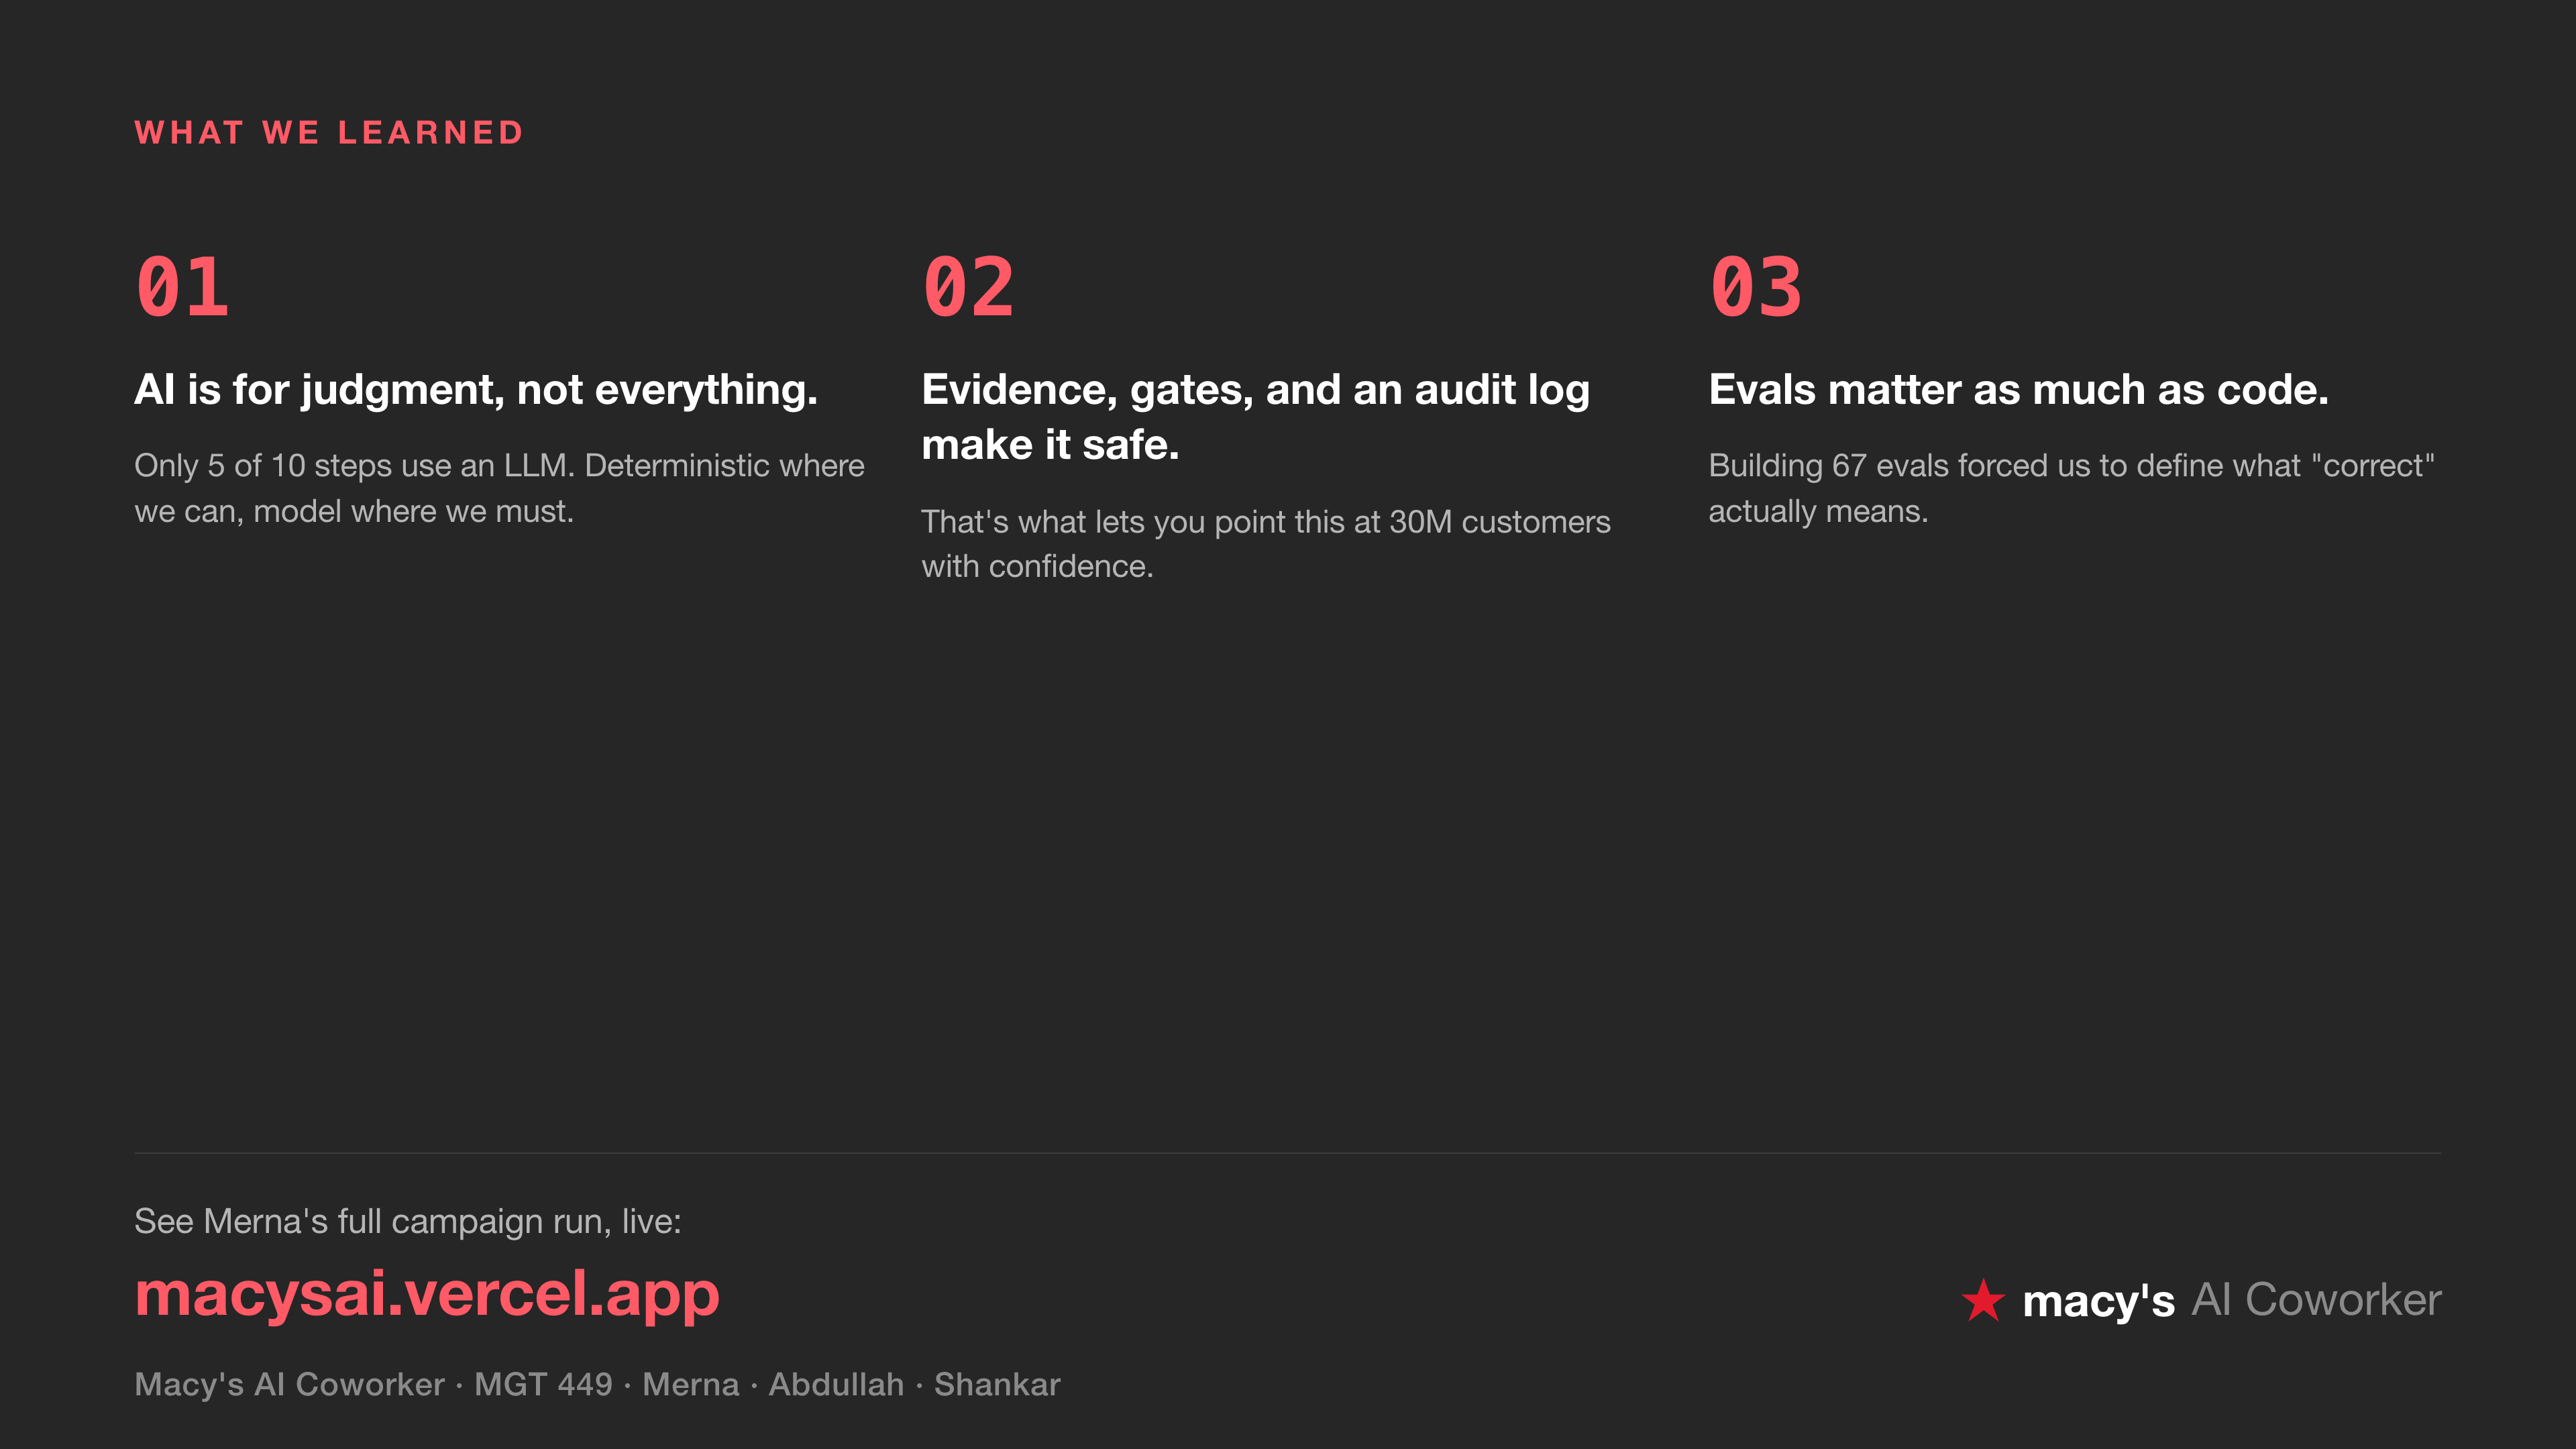 WHAT WE LEARNED
01
AI is for judgment, not everything.
Only 5 of 10 steps use an LLM. Deterministic where
we can, model where we must.
02
Evidence, gates, and an audit log
make it safe.
That's what lets you point this at 30M customers
with confidence.
03
Evals matter as much as code.
Building 67 evals forced us to define what "correct"
actually means.
See Merna's full campaign run, live:
macysai.vercel.app
Macy's AI Coworker · MGT 449 · Merna · Abdullah · Shankar
macy's AI Coworker